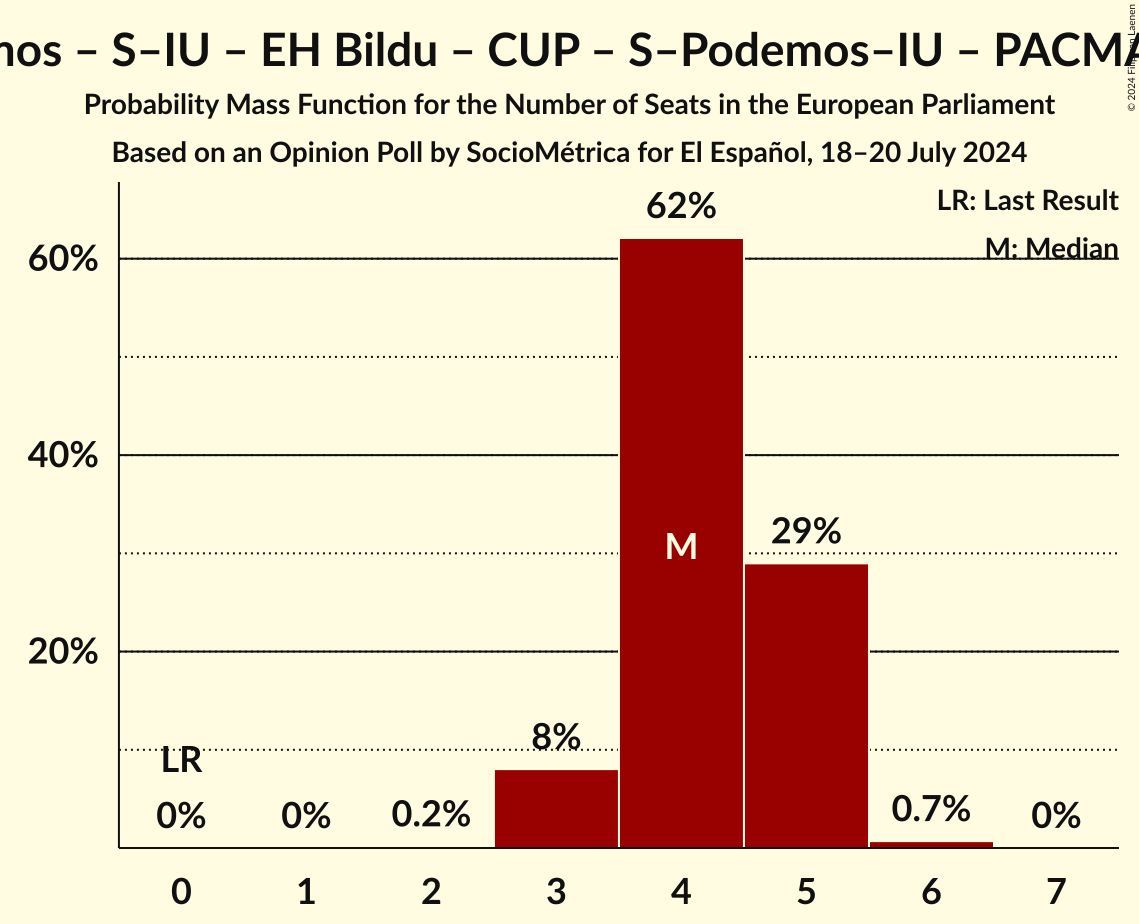 – S–IU – EH Bildu – CUP – S–Podemos–IU –
Probability Mass Function for the Number of Seats in the European Parliament
Based on an Opinion Poll by SocioMétrica for El Español, 18–20 July 2024
© 2024 Filip van Laenen
LR: Last Result
M: Median
62%
60%
40%
M
29%
20%
8%
LR
0%
0%
0.2%
0.7%
0%
0 1 2 3 4 5 6 7